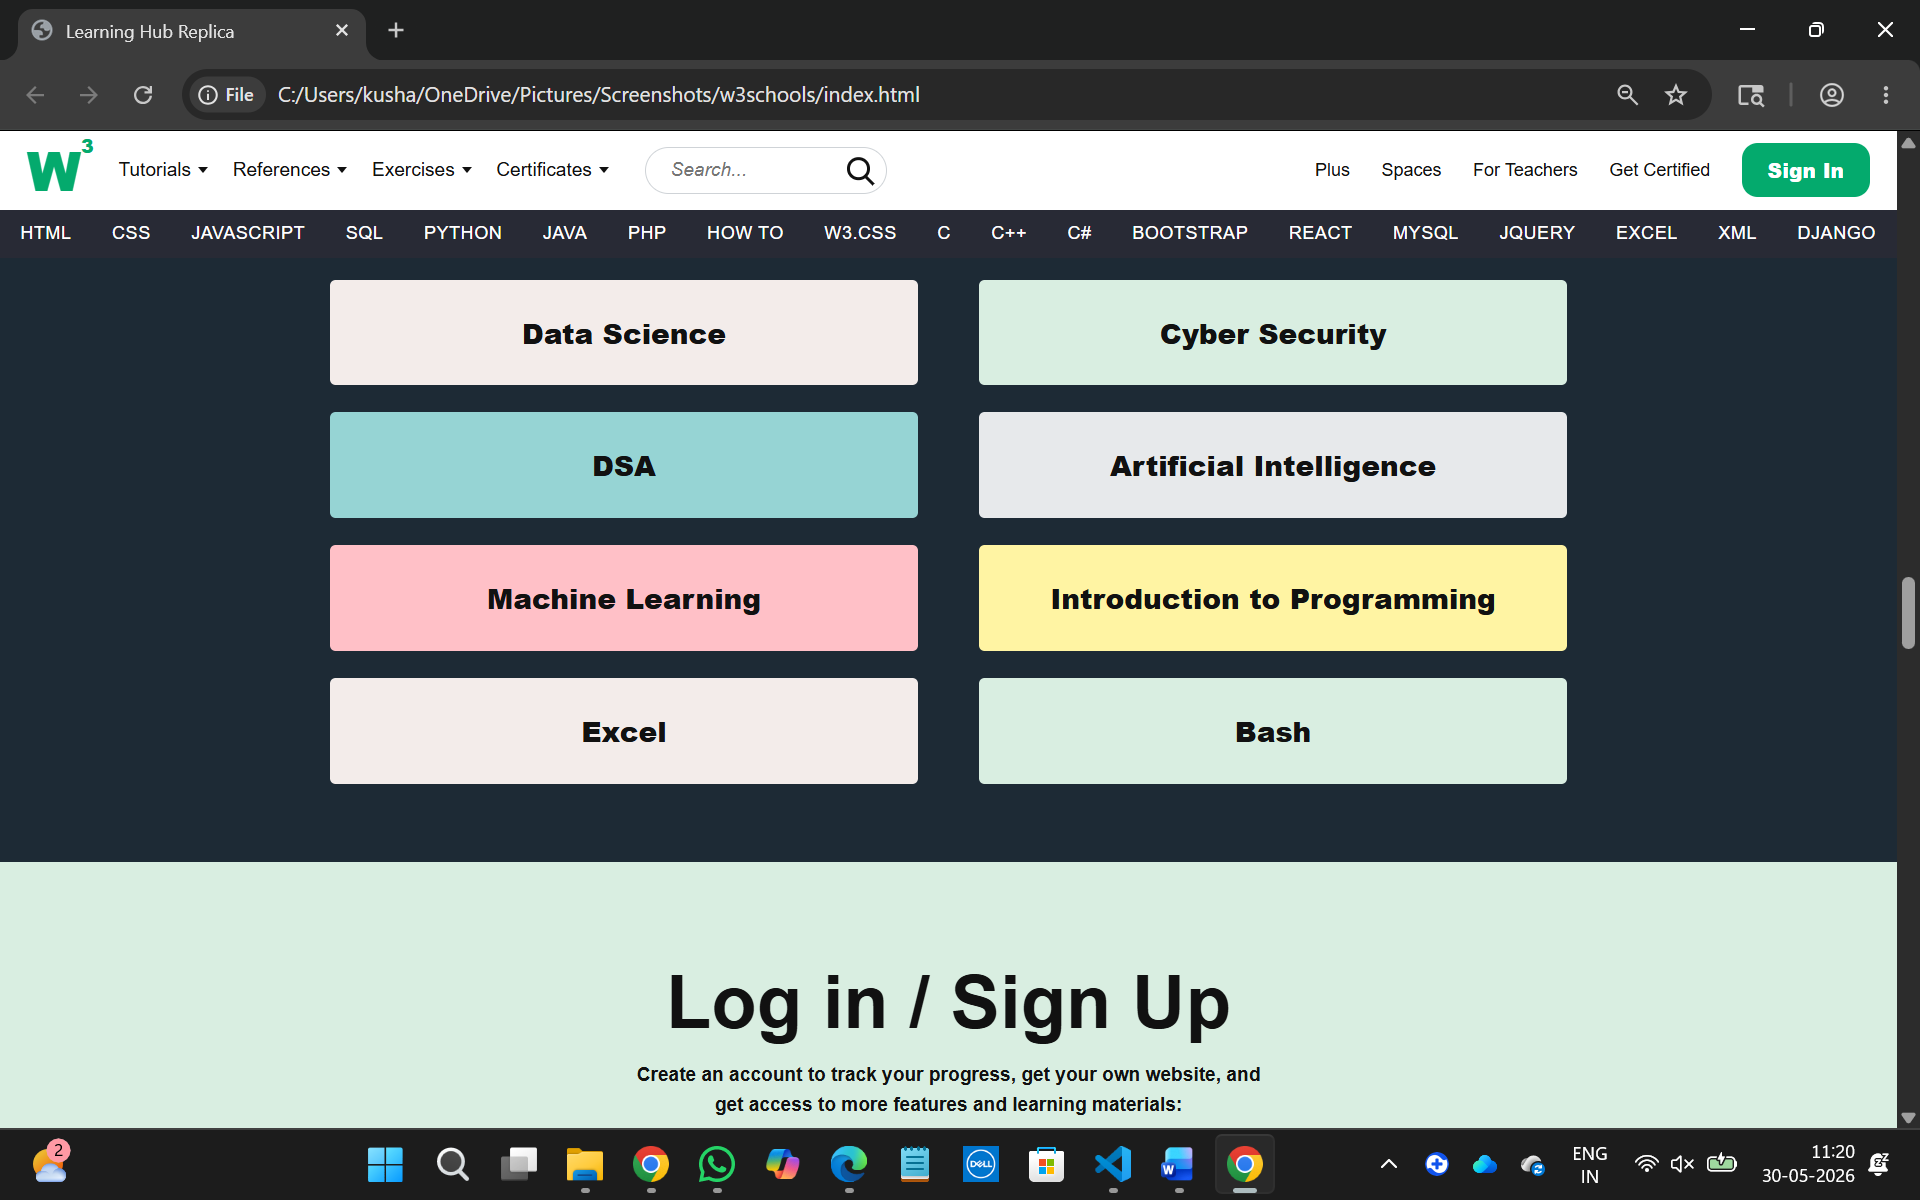 Learning Hub Replica
File C:/Users/kusha/OneDrive/Pictures/Screenshots/w3schools/index.html
W3 Tutorials References Exercises Certificates Search... Plus Spaces For Teachers Get Certified Sign In
HTML CSS JAVASCRIPT SQL PYTHON JAVA PHP HOW TO W3.CSS C C++ C# BOOTSTRAP REACT MYSQL JQUERY EXCEL XML DJANGO
Data Science Cyber Security
DSA Artificial Intelligence
Machine Learning Introduction to Programming
Excel Bash
Log in / Sign Up
Create an account to track your progress, get your own website, and
get access to more features and learning materials:
2 DELL W ENG 11:20
IN 30-05-2026